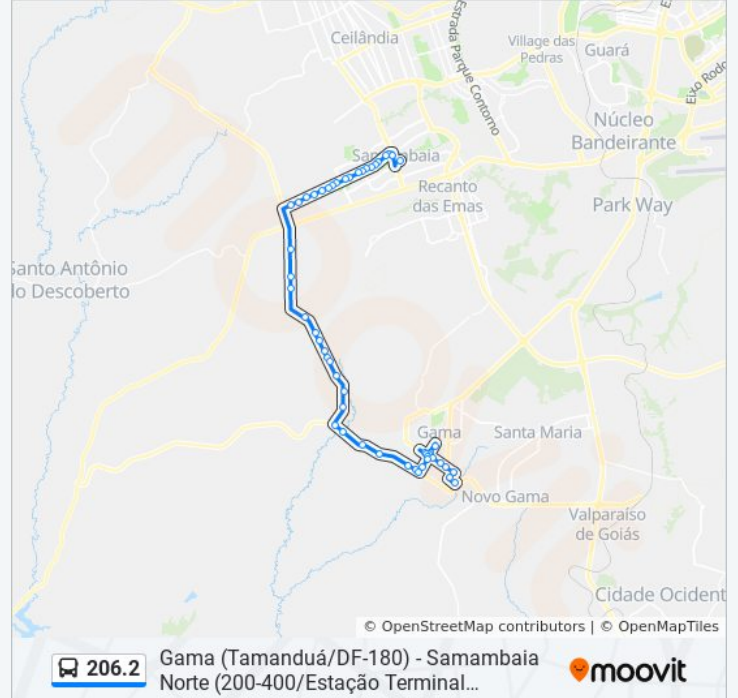 Ceilândia
Estrada Parque Contorno
Village das
Pedras
Guará
Eixo
Núcleo
Bandeirante
Samambaia
Recanto
das Emas
Park Way
Santo Antônio
do Descoberto
Gama
Santa Maria
Novo Gama
Valparaíso
de Goiás
Cidade Ocident
© OpenStreetMap contributors | © OpenMapTiles
206.2
Gama (Tamanduá/DF-180) - Samambaia
Norte (200-400/Estação Terminal...
moovit